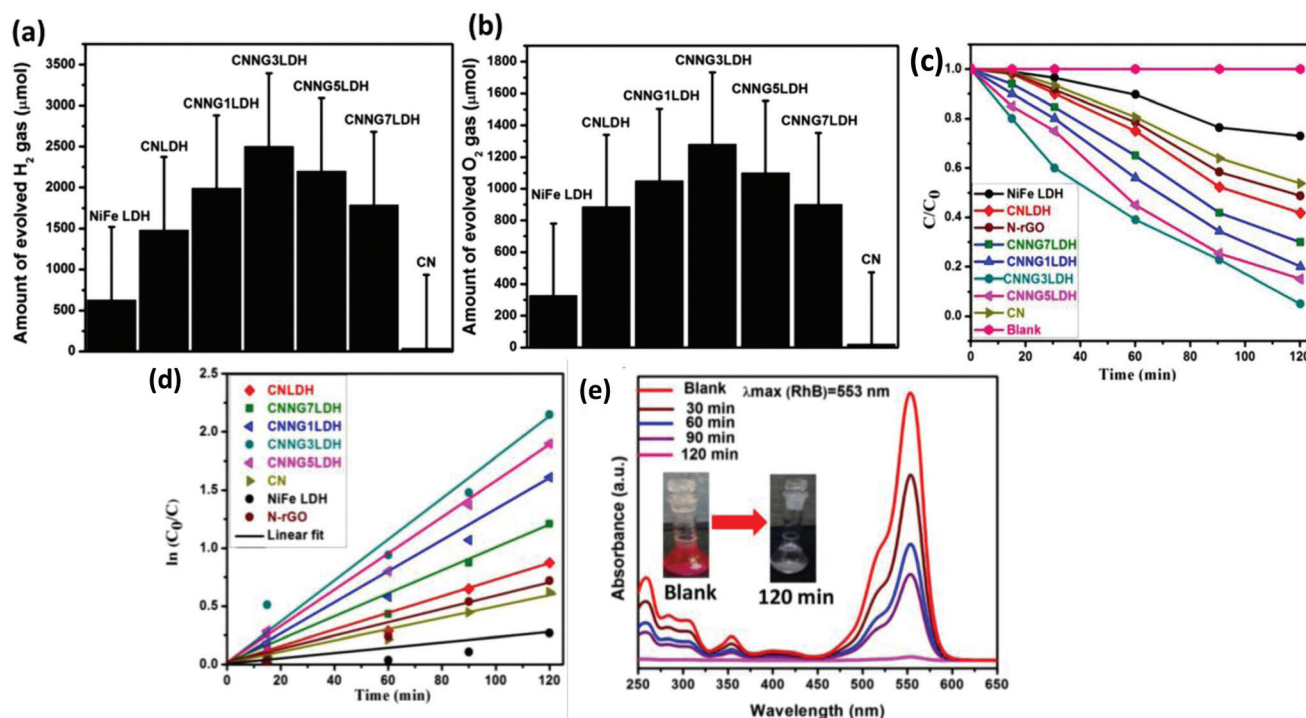 (a)
Amount of evolved H2 gas (μmol)
3500
3000
2500
2000
1500
1000
500
0
NiFe LDH
CNLDH
CNNG1LDH
CNNG3LDH
CNNG5LDH
CNNG7LDH
CN
(b)
Amount of evolved O2 gas (μmol)
1800
1600
1400
1200
1000
800
600
400
200
0
NiFe LDH
CNLDH
CNNG1LDH
CNNG3LDH
CNNG5LDH
CNNG7LDH
CN
(c)
C/C0
1.0
0.8
0.6
0.4
0.2
0.0
NiFe LDH
CNLDH
N-rGO
CNNG7LDH
CNNG1LDH
CNNG3LDH
CNNG5LDH
CN
Blank
0 20 40 60 80 100 120
Time (min)
(d)
ln (C0/C)
2.5
2.0
1.5
1.0
0.5
0.0
CNLDH
CNNG7LDH
CNNG1LDH
CNNG3LDH
CNNG5LDH
CN
NiFe LDH
N-rGO
Linear fit
0 20 40 60 80 100 120
Time (min)
(e)
Absorbance (a.u.)
Blank
30 min
60 min
90 min
120 min
λmax (RhB)=553 nm
Blank
120 min
250 300 350 400 450 500 550 600 650
Wavelength (nm)